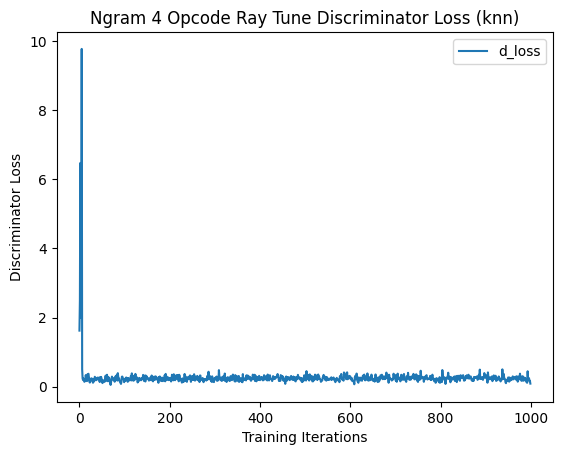 Ngram 4 Opcode Ray Tune Discriminator Loss (knn)
d_loss
10
8
6
4
2
0
Discriminator Loss
0 200 400 600 800 1000
Training Iterations